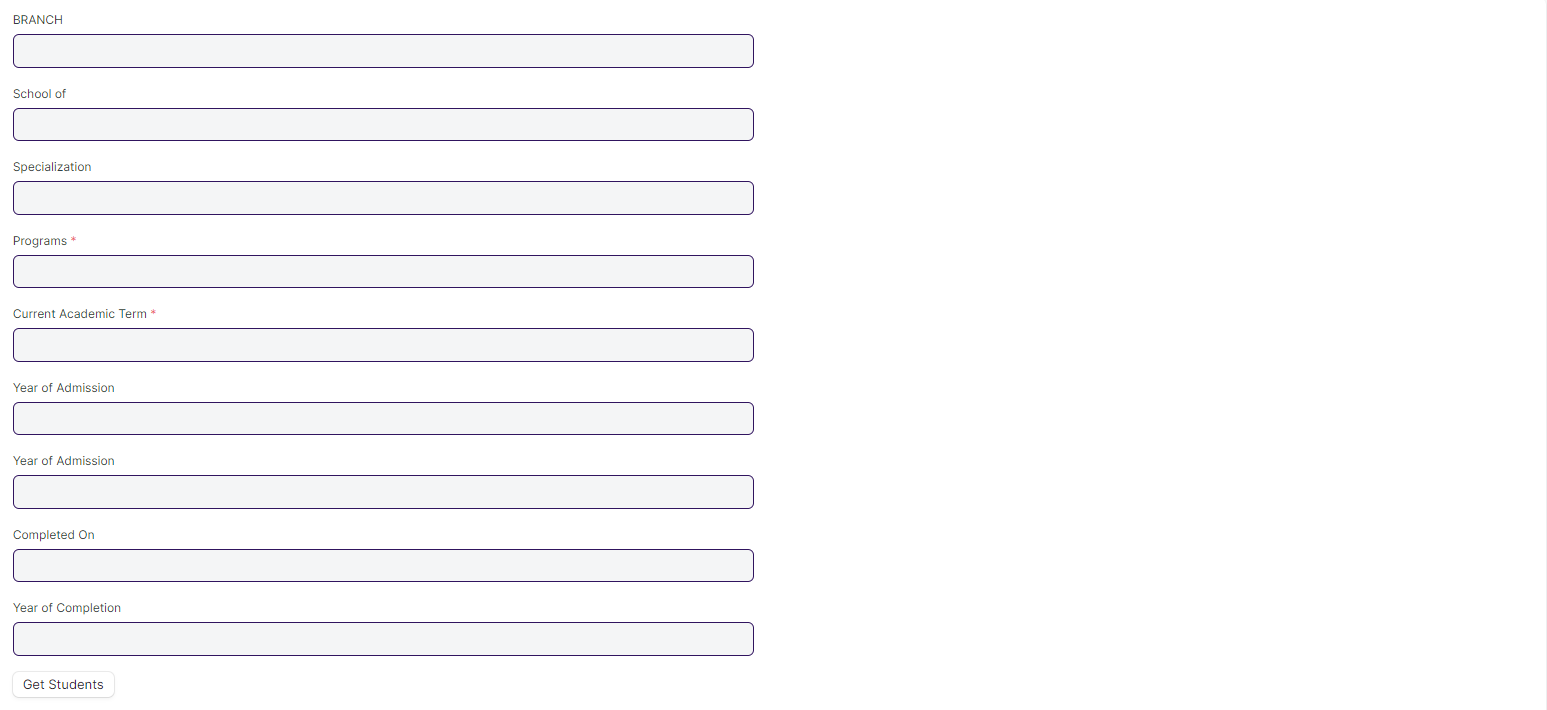 BRANCH
School of
Specialization
Programs *
Current Academic Term *
Year of Admission
Year of Admission
Completed On
Year of Completion
Get Students